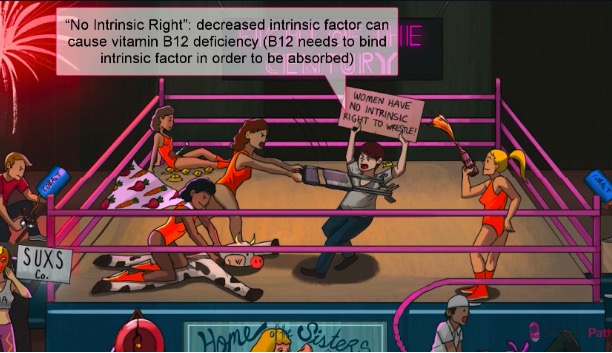 "No Intrinsic Right": decreased intrinsic factor can
cause vitamin B12 deficiency (B12 needs to bind
intrinsic factor in order to be absorbed)
CENTURY
WOMEN HAVE
NO INTRINSIC
RIGHT TO WRESTLE!
SUXS
Co.
Home of the Sisters